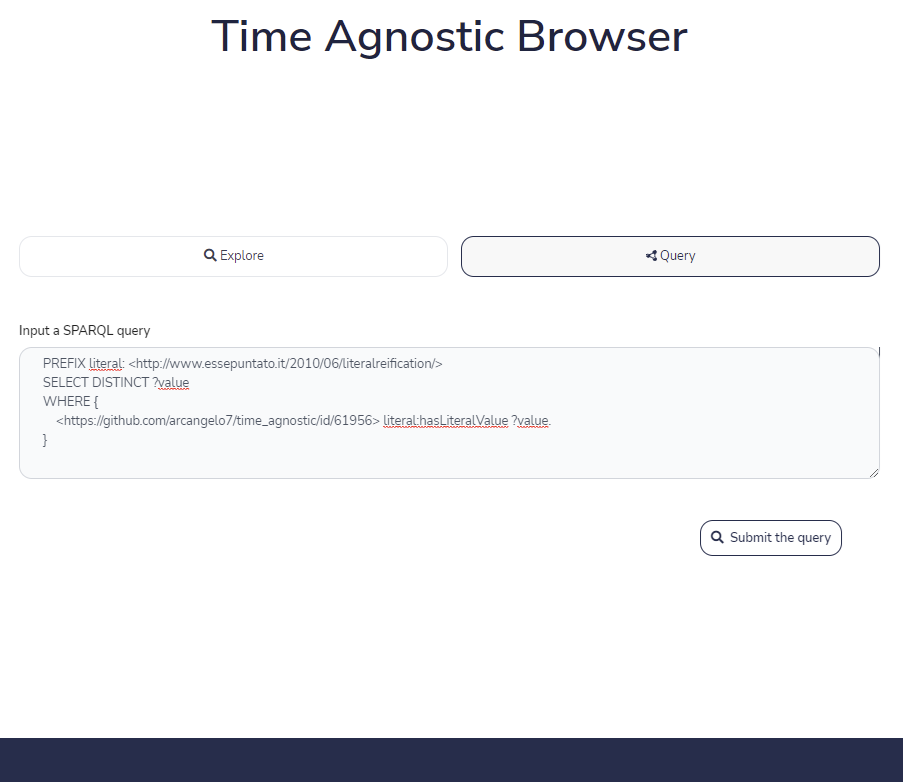 Time Agnostic Browser
Explore
Query
Input a SPARQL query
PREFIX literal: <http://www.essepuntato.it/2010/06/literalreification/>
SELECT DISTINCT ?value
WHERE {
<https://github.com/arcangelo7/time_agnostic/id/61956> literal:hasLiteralValue ?value.
}
Submit the query